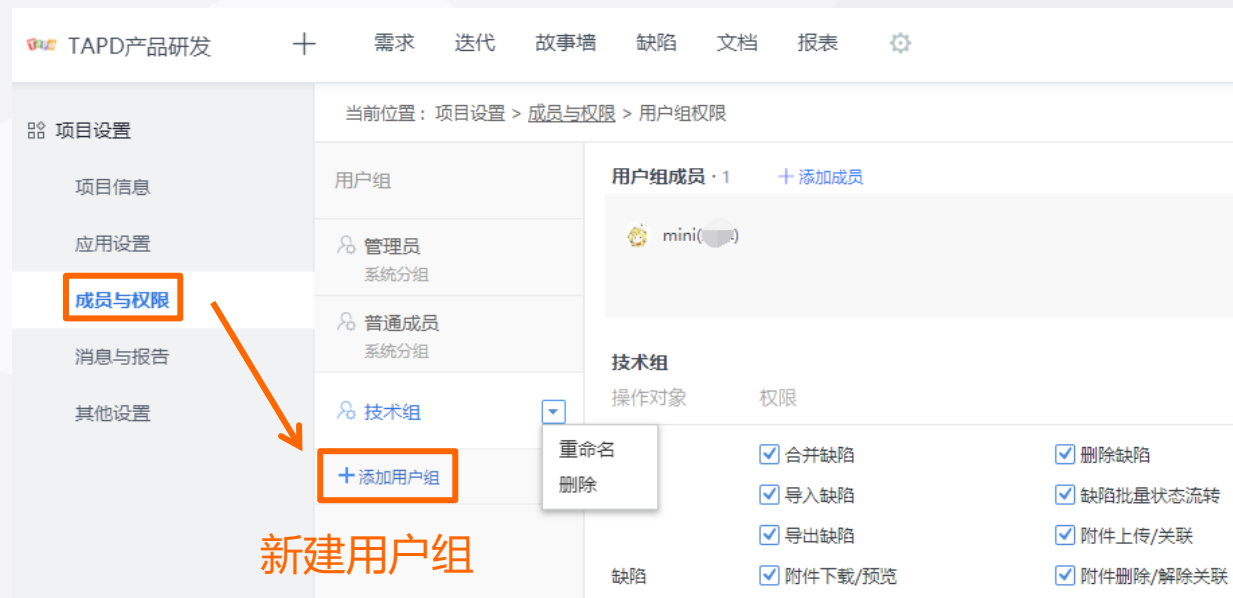 TAPD产品研发 需求 迭代 故事墙 缺陷 文档 报表
项目设置
项目信息
应用设置
成员与权限
消息与报告
其他设置
当前位置：项目设置 > 成员与权限 > 用户组权限
用户组
管理员
系统分组
普通成员
系统分组
技术组
重命名
删除
+添加用户组
新建用户组
用户组成员 · 1 +添加成员
mini(
)
技术组
操作对象 权限
合并缺陷 删除缺陷
导入缺陷 缺陷批量状态流转
导出缺陷 附件上传/关联
缺陷 附件下载/预览 附件删除/解除关联